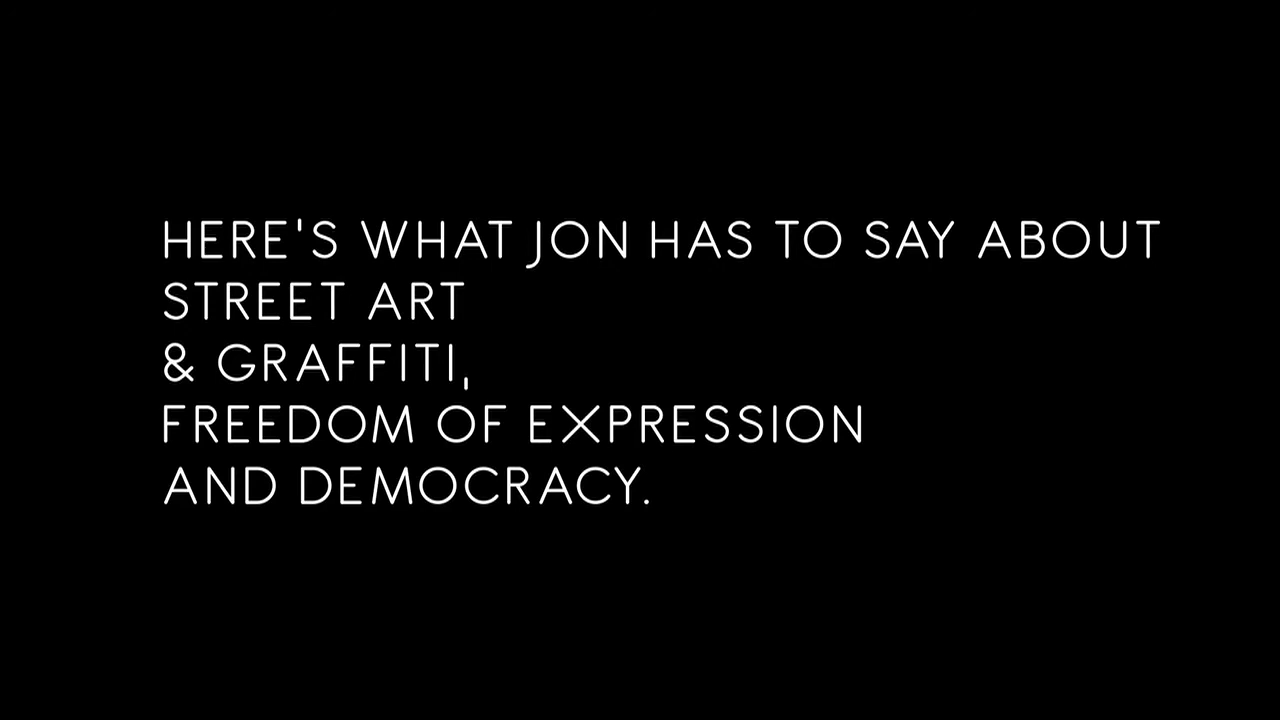 HERE'S WHAT JON HAS TO SAY ABOUT
STREET ART
& GRAFFITI,
FREEDOM OF EXPRESSION
AND DEMOCRACY.